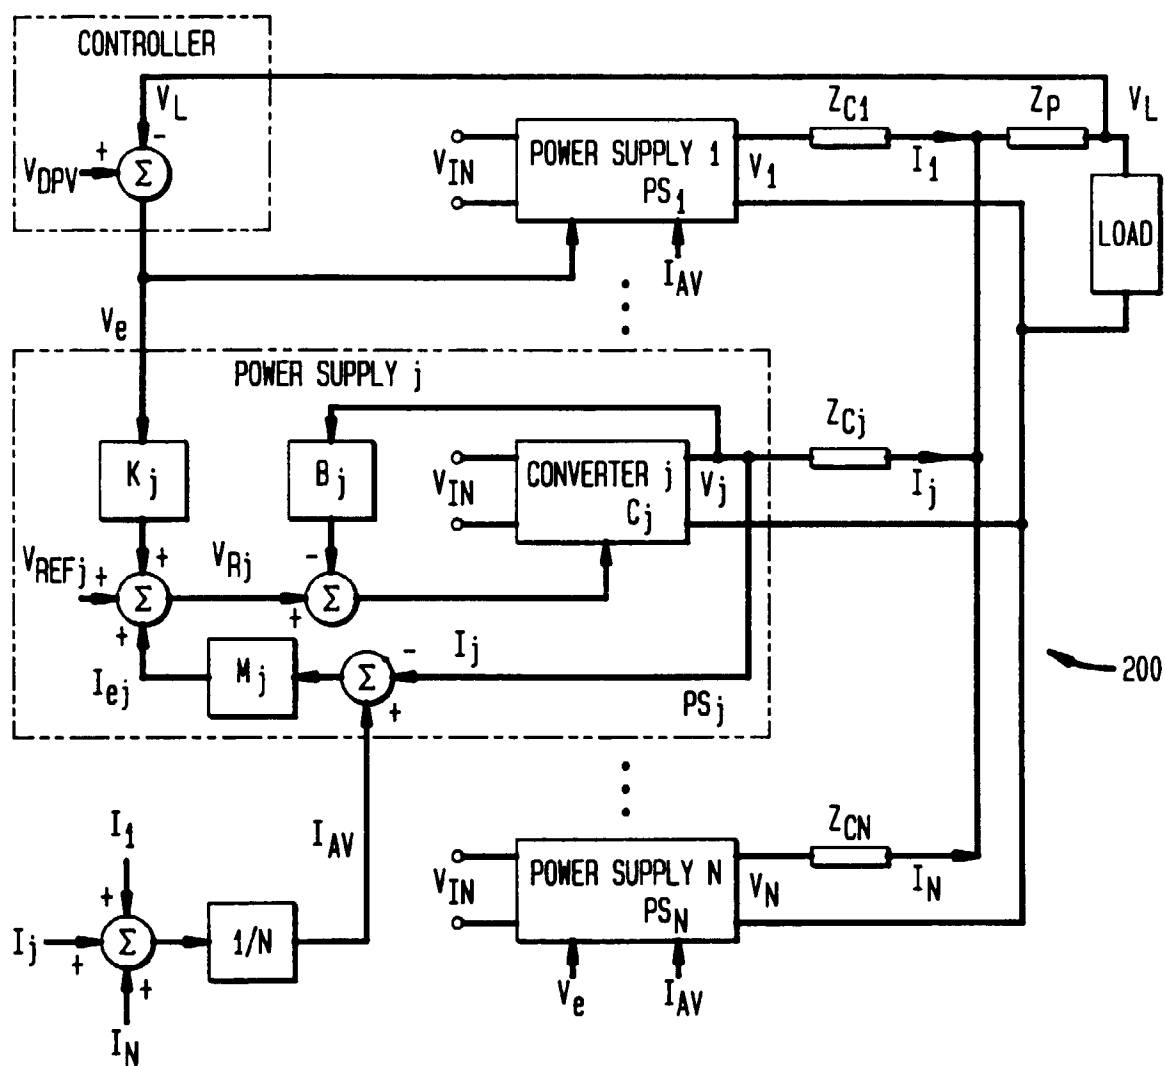 CONTROLLER
V_L
-
+
V_DPV
Σ
V_IN
POWER SUPPLY 1
PS_1
V_1
Z_C1
I_1
Z_P
V_L
LOAD
I_AV
V_e
POWER SUPPLY j
K_j
B_j
V_IN
CONVERTER j
C_j
V_j
Z_Cj
I_j
V_REFj
+
+
Σ
+
V_Rj
-
+
Σ
I_ej
M_j
Σ
-
+
I_j
PS_j
200
I_1
I_AV
+
I_j
+
Σ
+
I_N
1/N
V_IN
POWER SUPPLY N
PS_N
V_N
Z_CN
I_N
V_e
I_AV